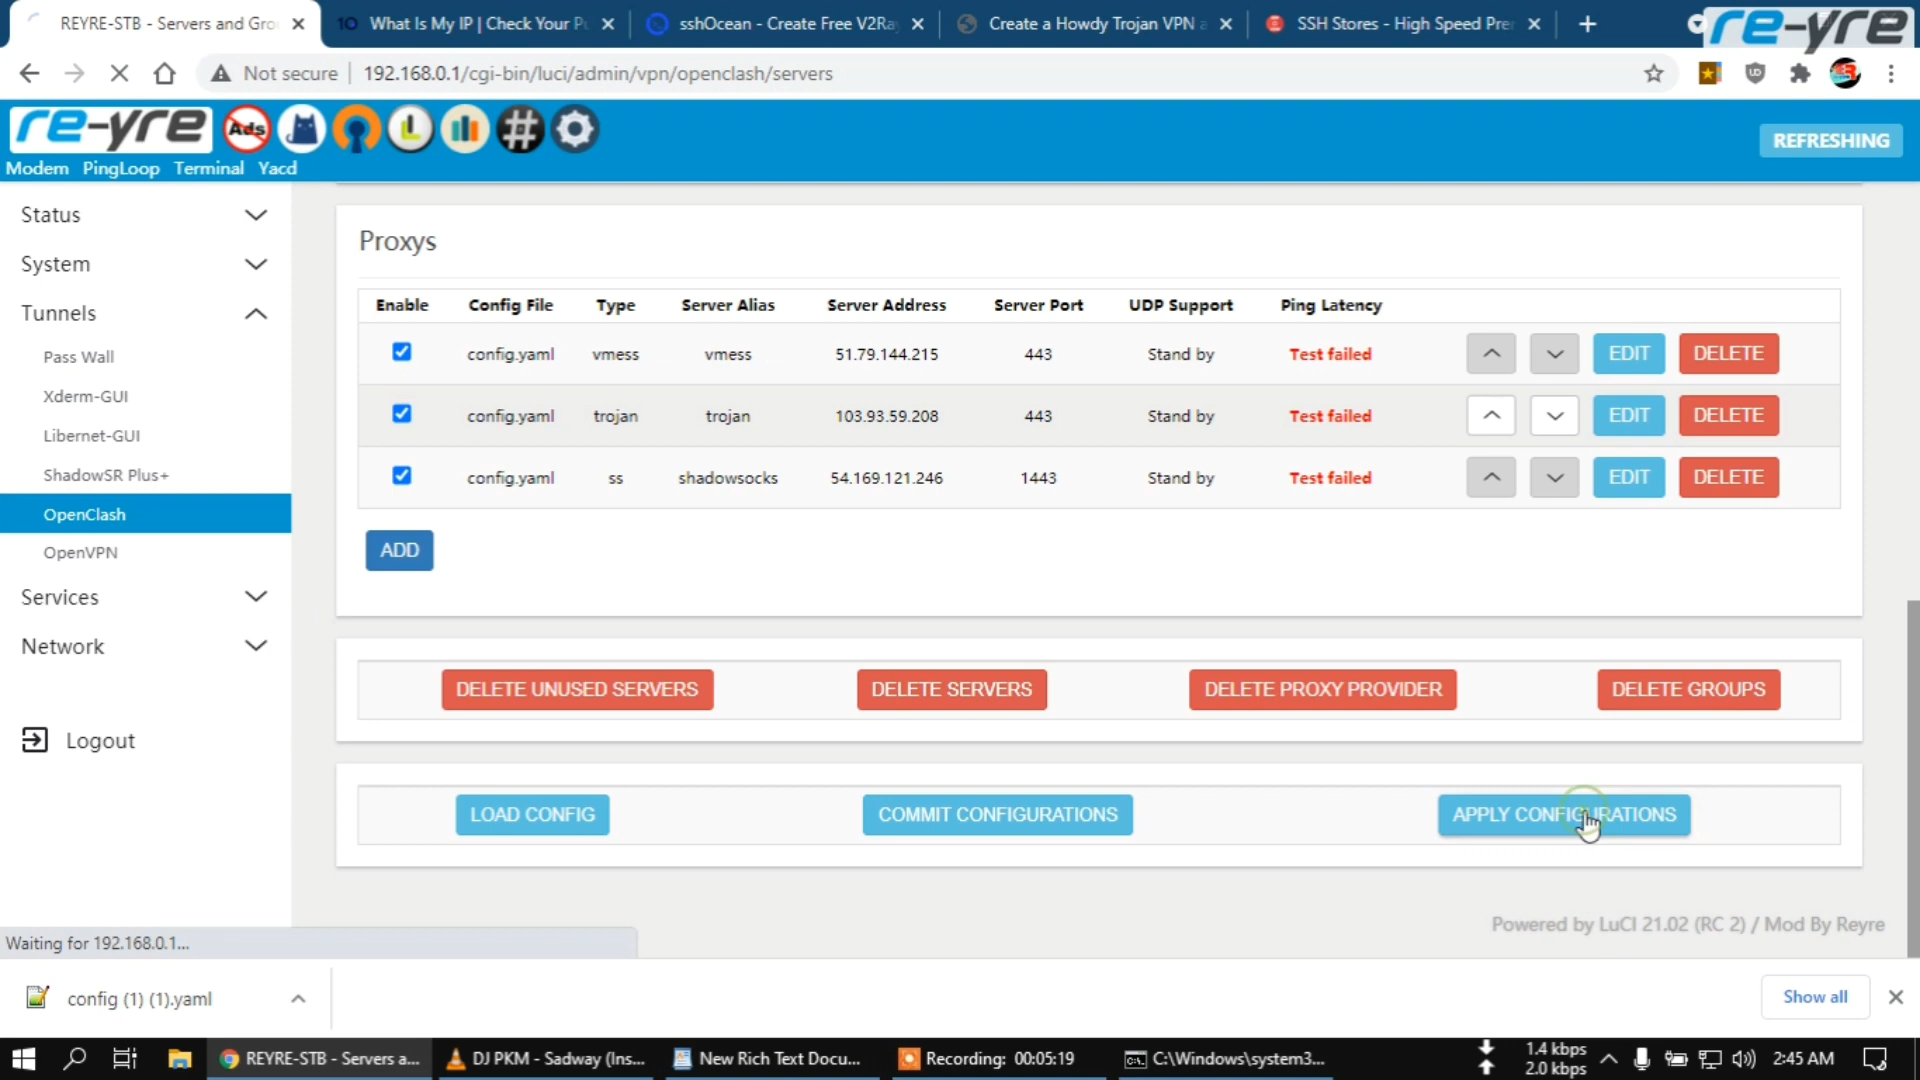 REYRE-STB - Servers and Gro
What Is My IP | Check Your Pu
sshOcean - Create Free V2Ray
Create a Howdy Trojan VPN a
SSH Stores - High Speed Prem
re-yre
Not secure
192.168.0.1/cgi-bin/luci/admin/vpn/openclash/servers
re-yre
Ads
REFRESHING
Modem PingLoop Terminal Yacd
Status
System
Tunnels
Pass Wall
Xderm-GUI
Libernet-GUI
ShadowSR Plus+
OpenClash
OpenVPN
Services
Network
Logout
Proxys
Enable Config File Type Server Alias Server Address Server Port UDP Support Ping Latency
config.yaml vmess vmess 51.79.144.215 443 Stand by Test failed EDIT DELETE
config.yaml trojan trojan 103.93.59.208 443 Stand by Test failed EDIT DELETE
config.yaml ss shadowsocks 54.169.121.246 1443 Stand by Test failed EDIT DELETE
ADD
DELETE UNUSED SERVERS DELETE SERVERS DELETE PROXY PROVIDER DELETE GROUPS
LOAD CONFIG COMMIT CONFIGURATIONS APPLY CONFIGURATIONS
Powered by LuCI 21.02 (RC 2) / Mod By Reyre
Waiting for 192.168.0.1...
config (1) (1).yaml
Show all
REYRE-STB - Servers a...
DJ PKM - Sadway (Ins...
New Rich Text Docu...
Recording: 00:05:19
C:\Windows\system3...
1.4 kbps
2.0 kbps
2:45 AM